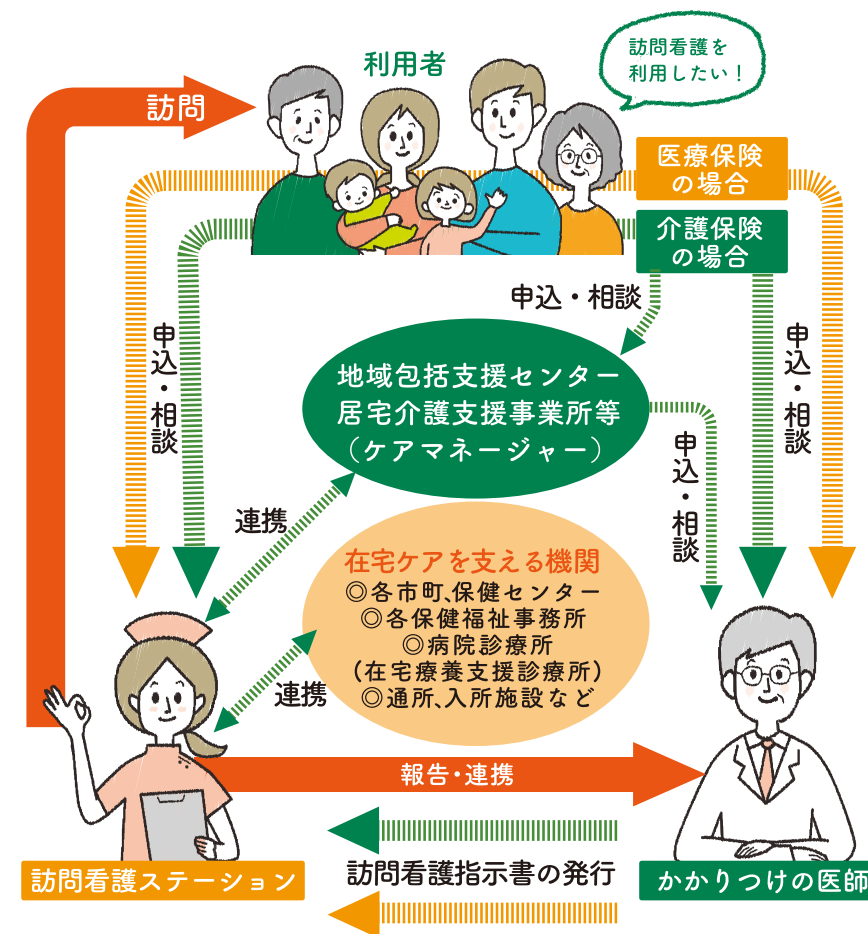 訪問看護を
利用したい！
利用者
訪問
医療保険
の場合
介護保険
の場合
申込・相談
申込・相談
申込・相談
地域包括支援センター
居宅介護支援事業所等
（ケアマネージャー）
申込・相談
連携
在宅ケアを支える機関
◎各市町、保健センター
◎各保健福祉事務所
◎病院診療所
（在宅療養支援診療所）
◎通所、入所施設など
連携
報告・連携
訪問看護指示書の発行
訪問看護ステーション
かかりつけの医師